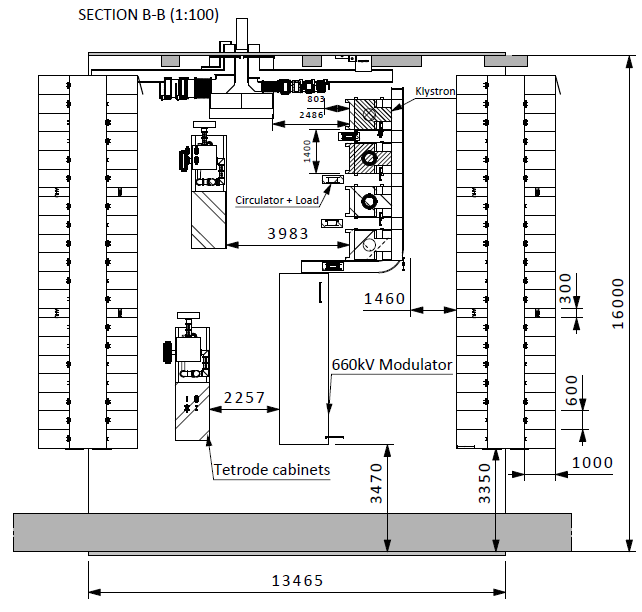 SECTION B-B (1:100)
803
Klystron
2486
1400
Circulator + Load
3983
1460
300
16000
660kV Modulator
600
2257
Tetrode cabinets
3470
3350
1000
13465